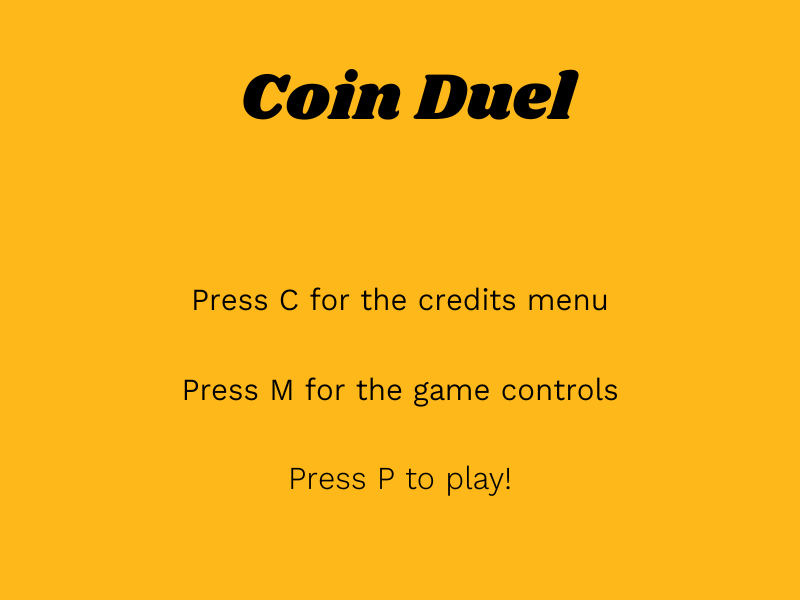 Coin Duel
Press C for the credits menu
Press M for the game controls
Press P to play!